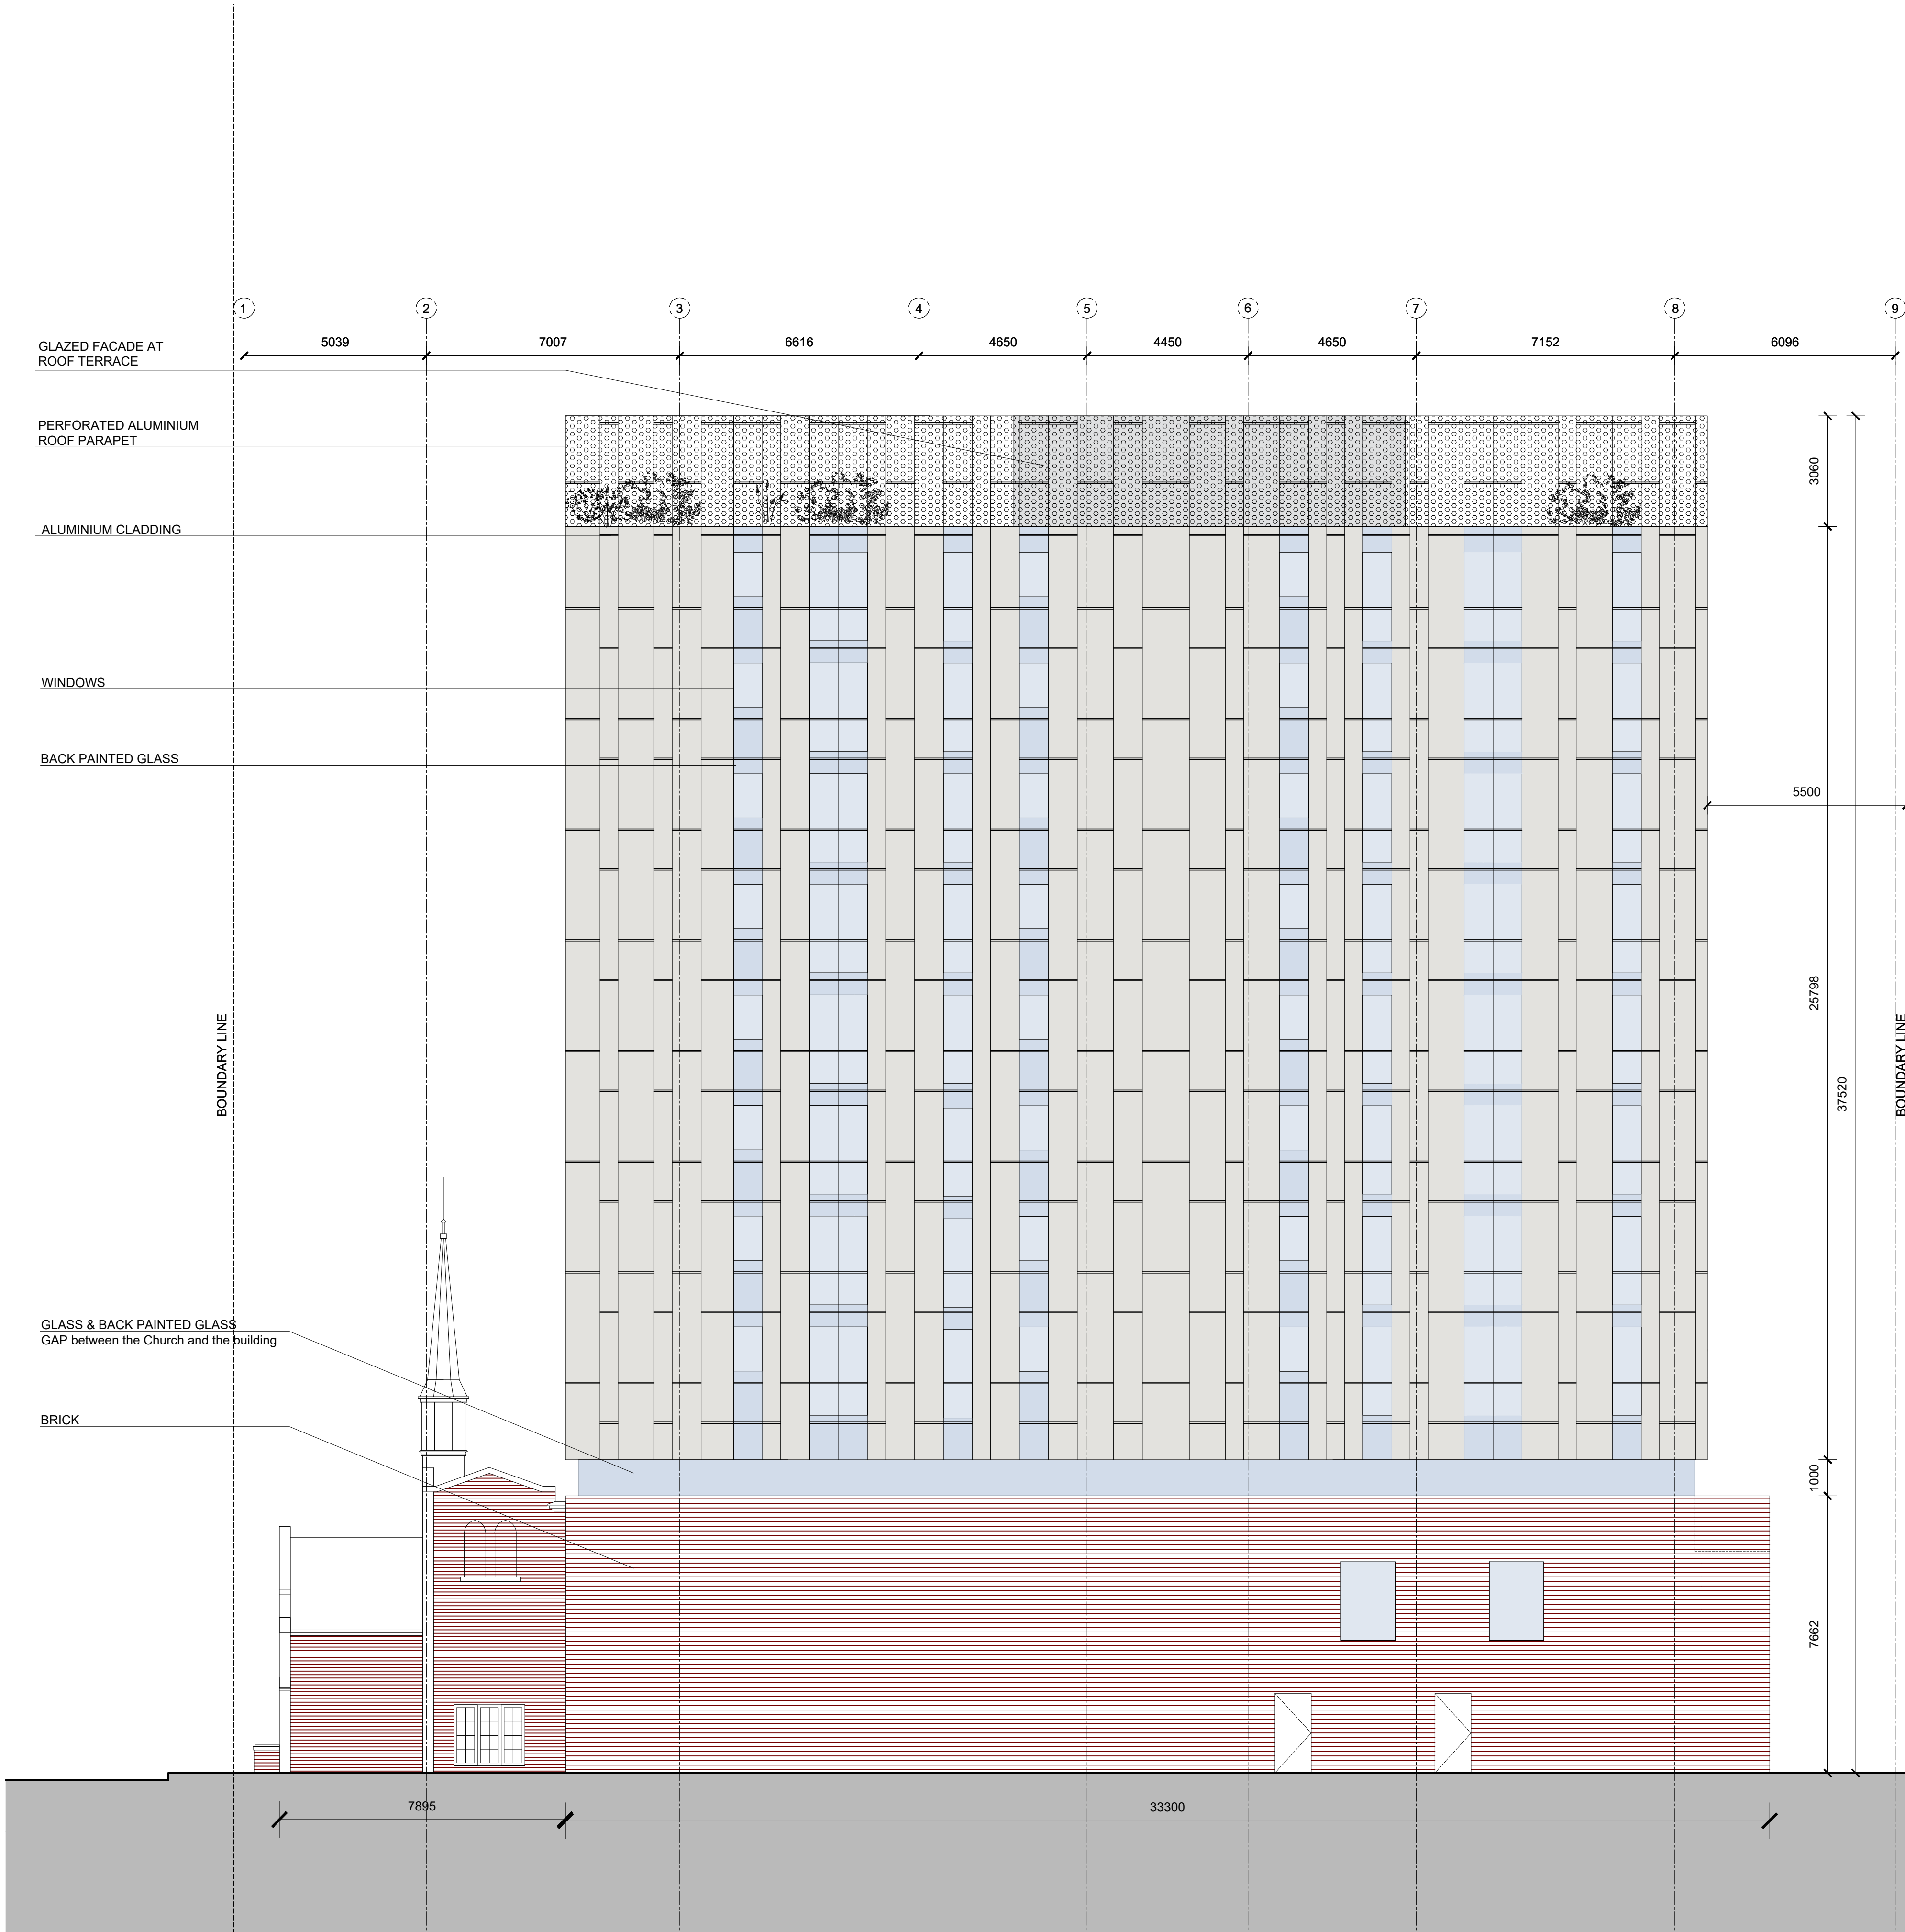 1 2 3 4 5 6 7 8 9
5039 7007 6616 4650 4450 4650 7152 6096
GLAZED FACADE AT
ROOF TERRACE
PERFORATED ALUMINIUM
ROOF PARAPET
3060
ALUMINIUM CLADDING
WINDOWS
BACK PAINTED GLASS
5500
25798
37520
BOUNDARY LINE
BOUNDARY LINE
GLASS & BACK PAINTED GLASS
GAP between the Church and the building
BRICK
1000
7662
7895
33300